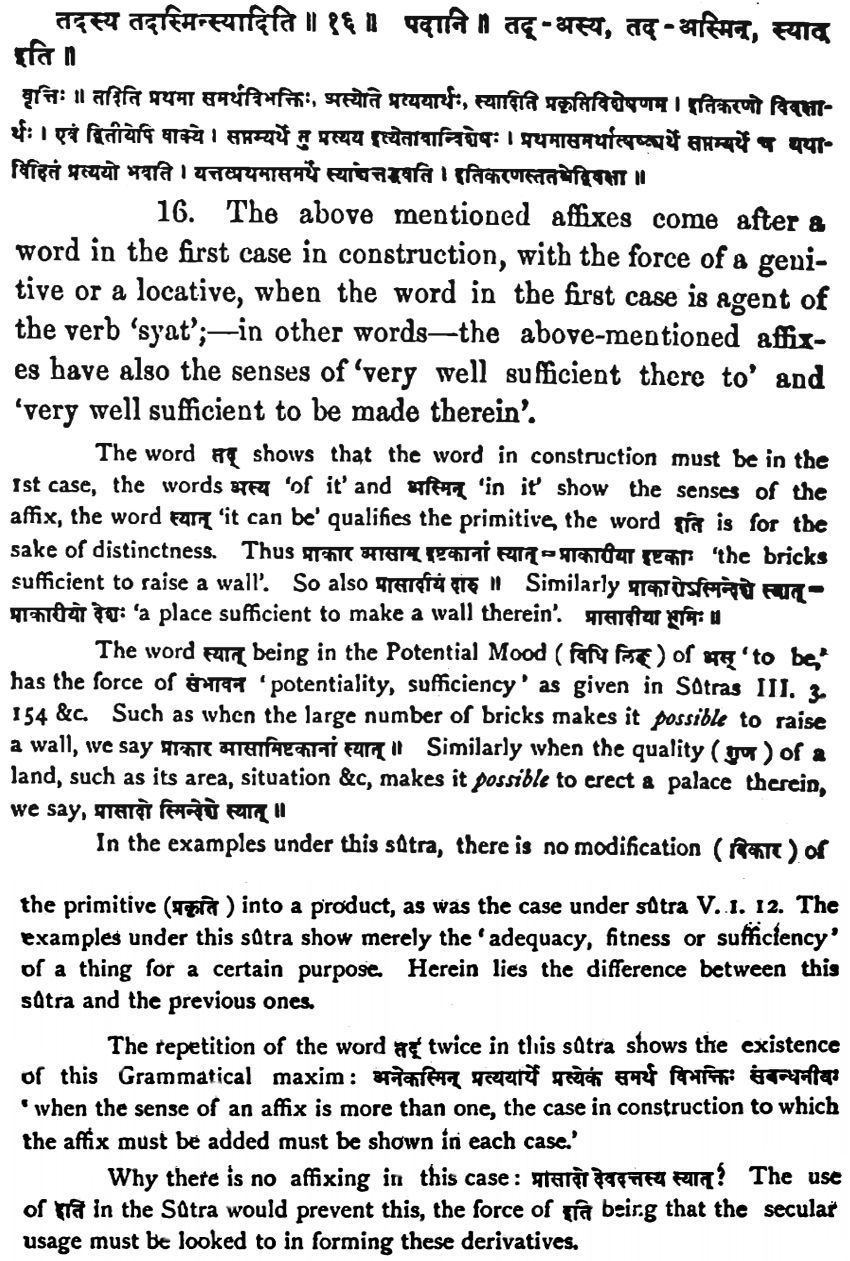 तदस्य तदस्मिन्स्यादिति ॥ १६ ॥ पदानि ॥ तद् - अस्य, तद - अस्मिन्, स्यात्
इति ॥
वृत्तिः ॥ तदिति प्रथमा समर्थविभक्तिः, अस्येति प्रत्ययार्थः, स्यादिति प्रकृतिविशेषणम । इतिकरणो विवक्षा-
र्थः । एवं द्वितीयेपि वाक्ये । सप्तम्यर्थे तु प्रत्यय इत्येतावान्विशेषः । प्रथमासमर्थात्षष्ठ्यर्थे सप्तम्यर्थे च यथा-
विहितं प्रत्ययो भवति । यत्तत्प्रथमासमर्थे स्याच्चेत्तद्भवति । इतिकरणस्ततश्चेद्विवक्षा ॥
16. The above mentioned affixes come after a
word in the first case in construction, with the force of a geni-
tive or a locative, when the word in the first case is agent of
the verb 'syat';—in other words—the above-mentioned affix-
es have also the senses of 'very well sufficient there to' and
'very well sufficient to be made therein'.
The word तद् shows that the word in construction must be in the
1st case, the words अस्य 'of it' and अस्मिन् 'in it' show the senses of the
affix, the word स्यात् 'it can be' qualifies the primitive, the word इति is for the
sake of distinctness. Thus प्राकार आसाम् इष्टकानां स्यात् = प्राकारीया इष्टकाः 'the bricks
sufficient to raise a wall'. So also प्रासादीयं दारु ॥ Similarly प्राकारोऽस्मिन्देशे स्यात् =
प्राकारीयो देशः 'a place sufficient to make a wall therein'. प्रासादीया भूमिः ॥
The word स्यात् being in the Potential Mood ( विधि लिङ् ) of अस् 'to be,'
has the force of संभावन 'potentiality, sufficiency' as given in Sûtras III. 3.
154 &c. Such as when the large number of bricks makes it possible to raise
a wall, we say प्राकार आसामिष्टकानां स्यात् ॥ Similarly when the quality ( गुण ) of a
land, such as its area, situation &c, makes it possible to erect a palace therein,
we say, प्रासादो स्मिन्देशे स्यात् ॥
In the examples under this sûtra, there is no modification ( विकार ) of
the primitive (प्रकृति ) into a product, as was the case under sûtra V. 1. 12. The
examples under this sûtra show merely the 'adequacy, fitness or sufficiency'
of a thing for a certain purpose. Herein lies the difference between this
sûtra and the previous ones.
The repetition of the word तद् twice in this sûtra shows the existence
of this Grammatical maxim: अनेकस्मिन् प्रत्ययार्थे प्रत्येकं समर्थ विभक्तिः संबन्धनीयः
'when the sense of an affix is more than one, the case in construction to which
the affix must be added must be shown in each case.'
Why there is no affixing in this case: प्रासादो देवदत्तस्य स्यात्? The use
of इति in the Sûtra would prevent this, the force of इति being that the secular
usage must be looked to in forming these derivatives.